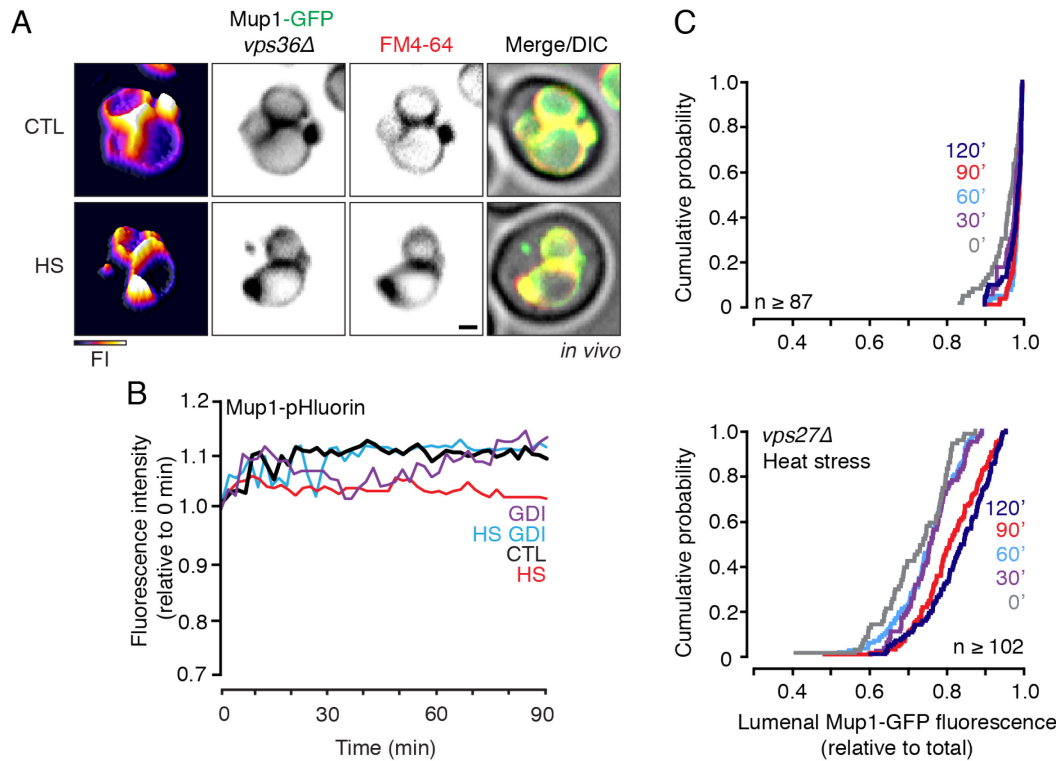 A
Mup1-GFP
vps36Δ
FM4-64
Merge/DIC
CTL
HS
FI
in vivo
B
Mup1-pHluorin
Fluorescence intensity
(relative to 0 min)
1.2
1.1
1.0
0.9
0.8
0.7
GDI
HS GDI
CTL
HS
0
30
60
90
Time (min)
C
Cumulative probability
1.0
0.8
0.6
0.4
0.2
0
120'
90'
60'
30'
0'
n ≥ 87
0.4
0.6
0.8
1.0
vps27Δ
Heat stress
Cumulative probability
1.0
0.8
0.6
0.4
0.2
0
120'
90'
60'
30'
0'
n ≥ 102
0.4
0.6
0.8
1.0
Lumenal Mup1-GFP fluorescence
(relative to total)